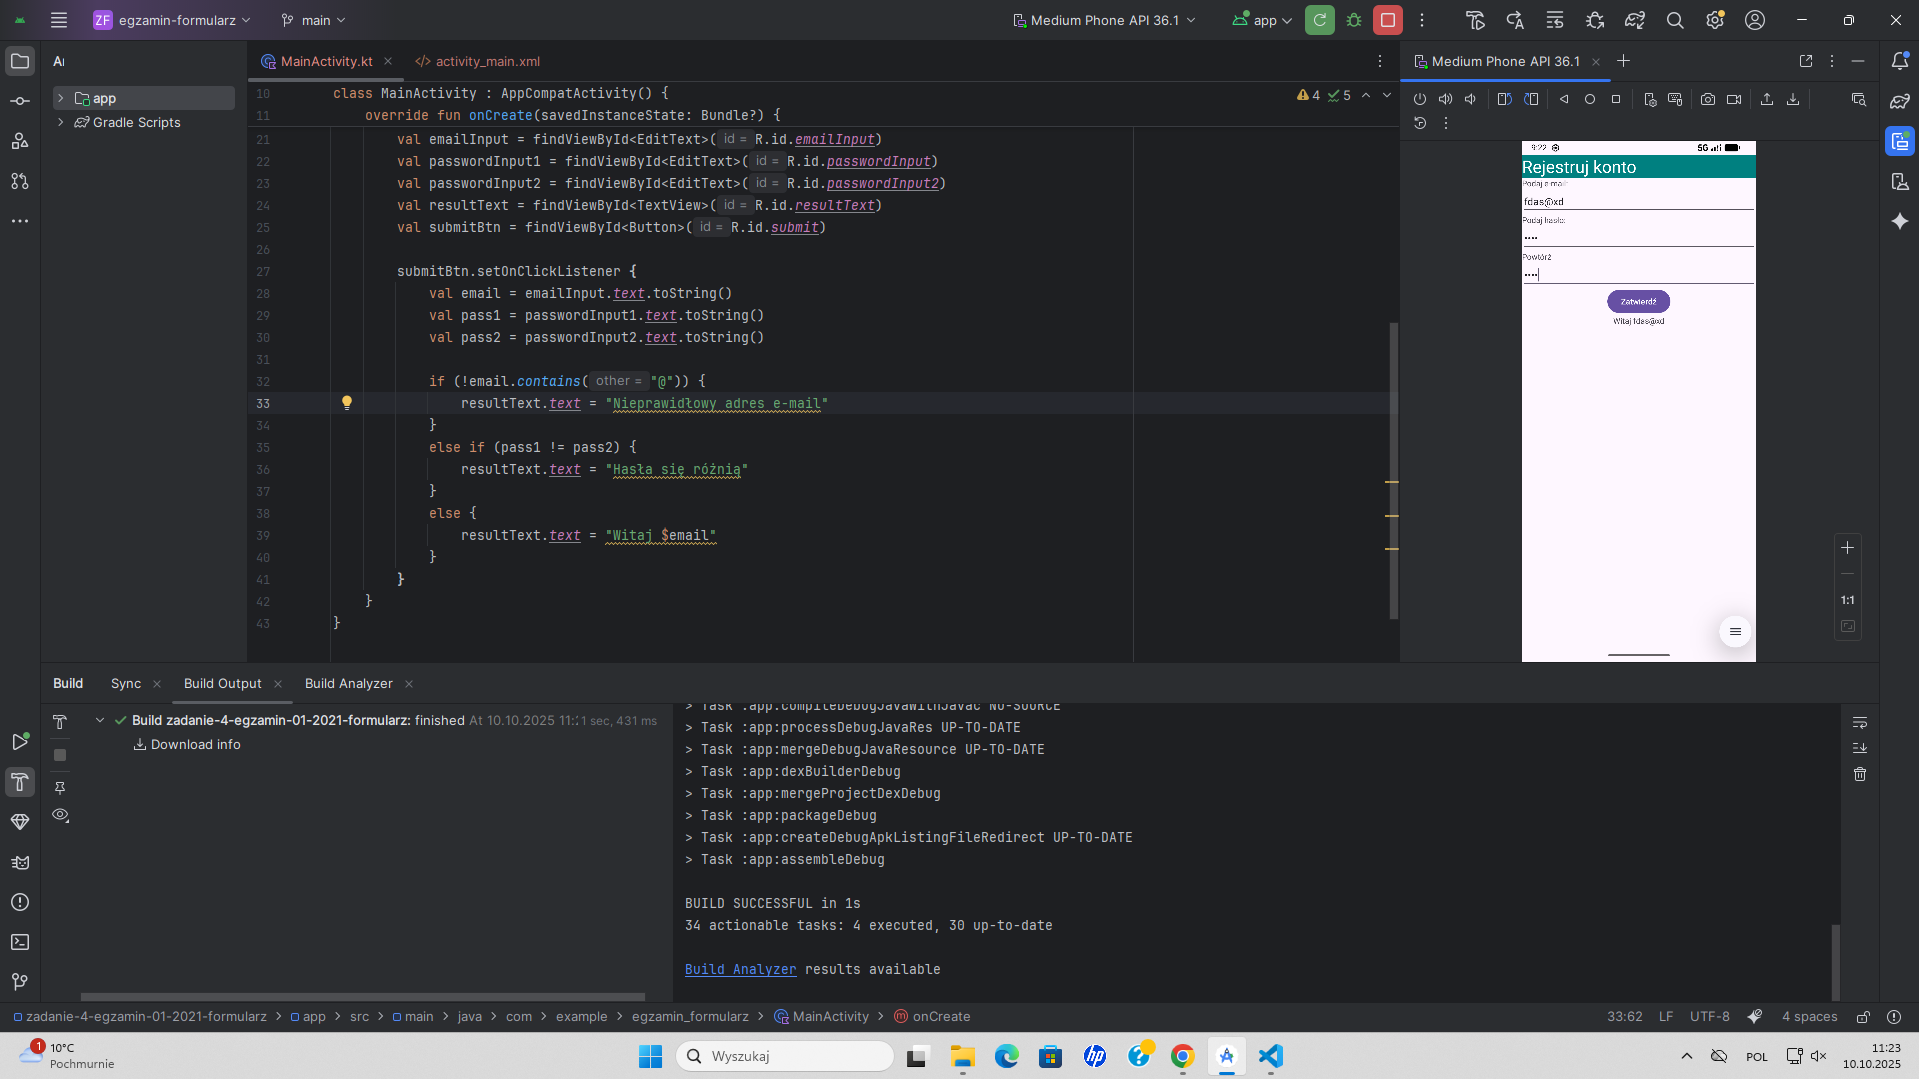 ZF egzamin-formularz main Medium Phone API 36.1 app
Ar
MainActivity.kt
activity_main.xml
Medium Phone API 36.1
app
Gradle Scripts
4 5
10 class MainActivity : AppCompatActivity() {
11 override fun onCreate(savedInstanceState: Bundle?) {
21 val emailInput = findViewById<EditText>( id = R.id.emailInput)
22 val passwordInput1 = findViewById<EditText>( id = R.id.passwordInput)
23 val passwordInput2 = findViewById<EditText>( id = R.id.passwordInput2)
24 val resultText = findViewById<TextView>( id = R.id.resultText)
25 val submitBtn = findViewById<Button>( id = R.id.submit)
26
27 submitBtn.setOnClickListener {
28 val email = emailInput.text.toString()
29 val pass1 = passwordInput1.text.toString()
30 val pass2 = passwordInput2.text.toString()
31
32 if (!email.contains( other = "@")) {
33 resultText.text = "Nieprawidłowy adres e-mail"
34 }
35 else if (pass1 != pass2) {
36 resultText.text = "Hasła się różnią"
37 }
38 else {
39 resultText.text = "Witaj $email"
40 }
41 }
42 }
43 }
9:22 5G
Rejestruj konto
Podaj e-mail:
fdas@xd
Podaj hasło:
••••
Powtórz
••••
Zatwierdź
Witaj fdas@xd
1:1
Build Sync Build Output Build Analyzer
Build zadanie-4-egzamin-01-2021-formularz: finished At 10.10.2025 11:2 1 sec, 431 ms
Download info
> Task :app:compileDebugJavaWithJavac NO-SOURCE
> Task :app:processDebugJavaRes UP-TO-DATE
> Task :app:mergeDebugJavaResource UP-TO-DATE
> Task :app:dexBuilderDebug
> Task :app:mergeProjectDexDebug
> Task :app:packageDebug
> Task :app:createDebugApkListingFileRedirect UP-TO-DATE
> Task :app:assembleDebug
BUILD SUCCESSFUL in 1s
34 actionable tasks: 4 executed, 30 up-to-date
Build Analyzer results available
zadanie-4-egzamin-01-2021-formularz > app > src > main > java > com > example > egzamin_formularz > MainActivity > onCreate 33:62 LF UTF-8 4 spaces
1
10°C
Pochmurnie
Wyszukaj
hp
POL
11:23
10.10.2025